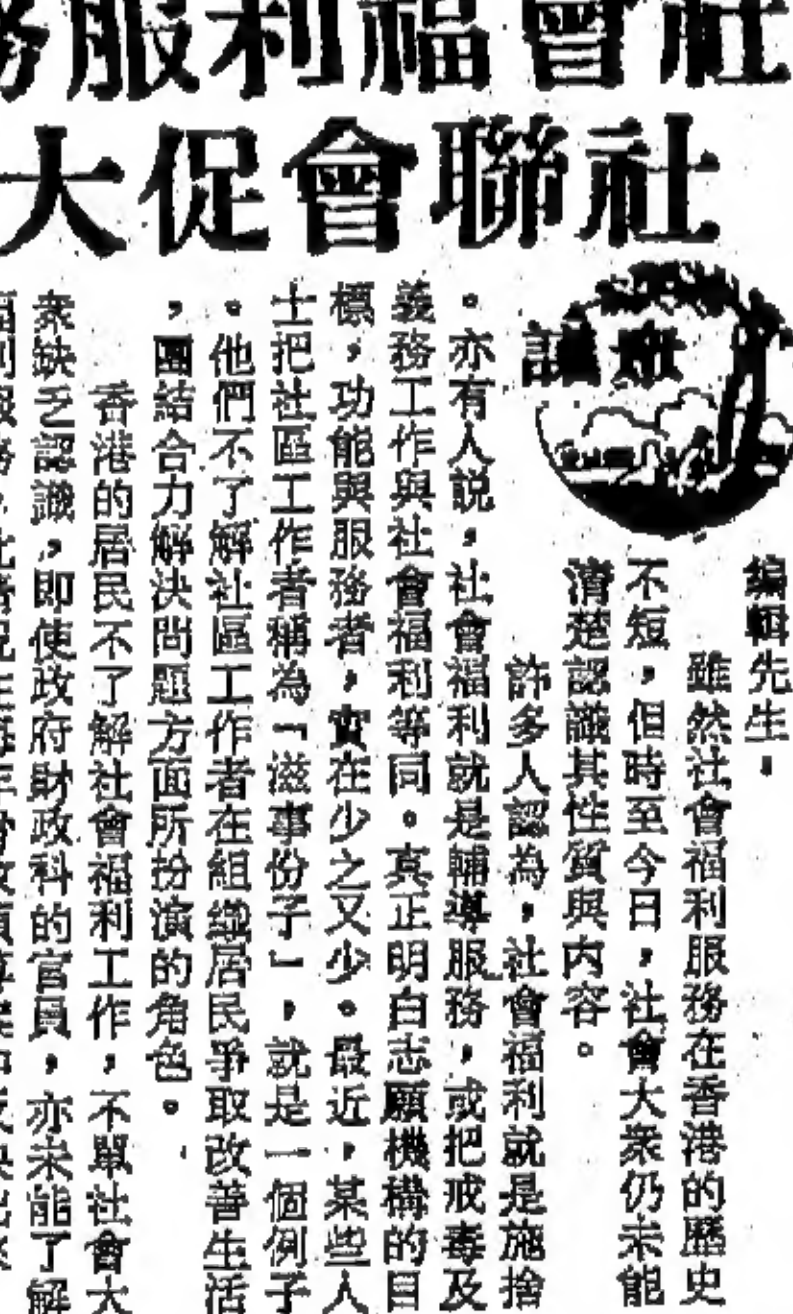 社會福利服務
社聯會促大
編輯先生,
雖然社會福利服務在香港的歷史
不短,但時至今日,社會大衆仍未能
清楚認識其性質與內容。
許多人認為,社會福利就是施捨
。亦有人說,社會福利就是輔導服務,或把戒毒及
義務工作與社會福利等同。真正明白志願機構的目
標,功能與服務者,實在少之又少。最近,某些人
士把社區工作者稱為「滋事份子」,就是一個例子
。他們不了解社區工作者在組織居民爭取改善生活
,團結合力解決問題方面所扮演的角色。
香港的居民不了解社會福利工作,不單社會大
衆缺乏認識,即使政府財政科的官員,亦未能了解